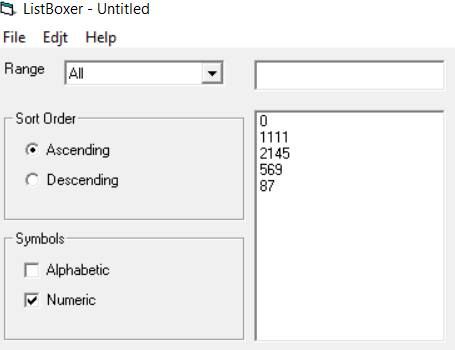 ListBoxer - Untitled
File Edjt Help
Range All
Sort Order
Ascending
Descending
Symbols
Alphabetic
Numeric
0
1111
2145
569
87